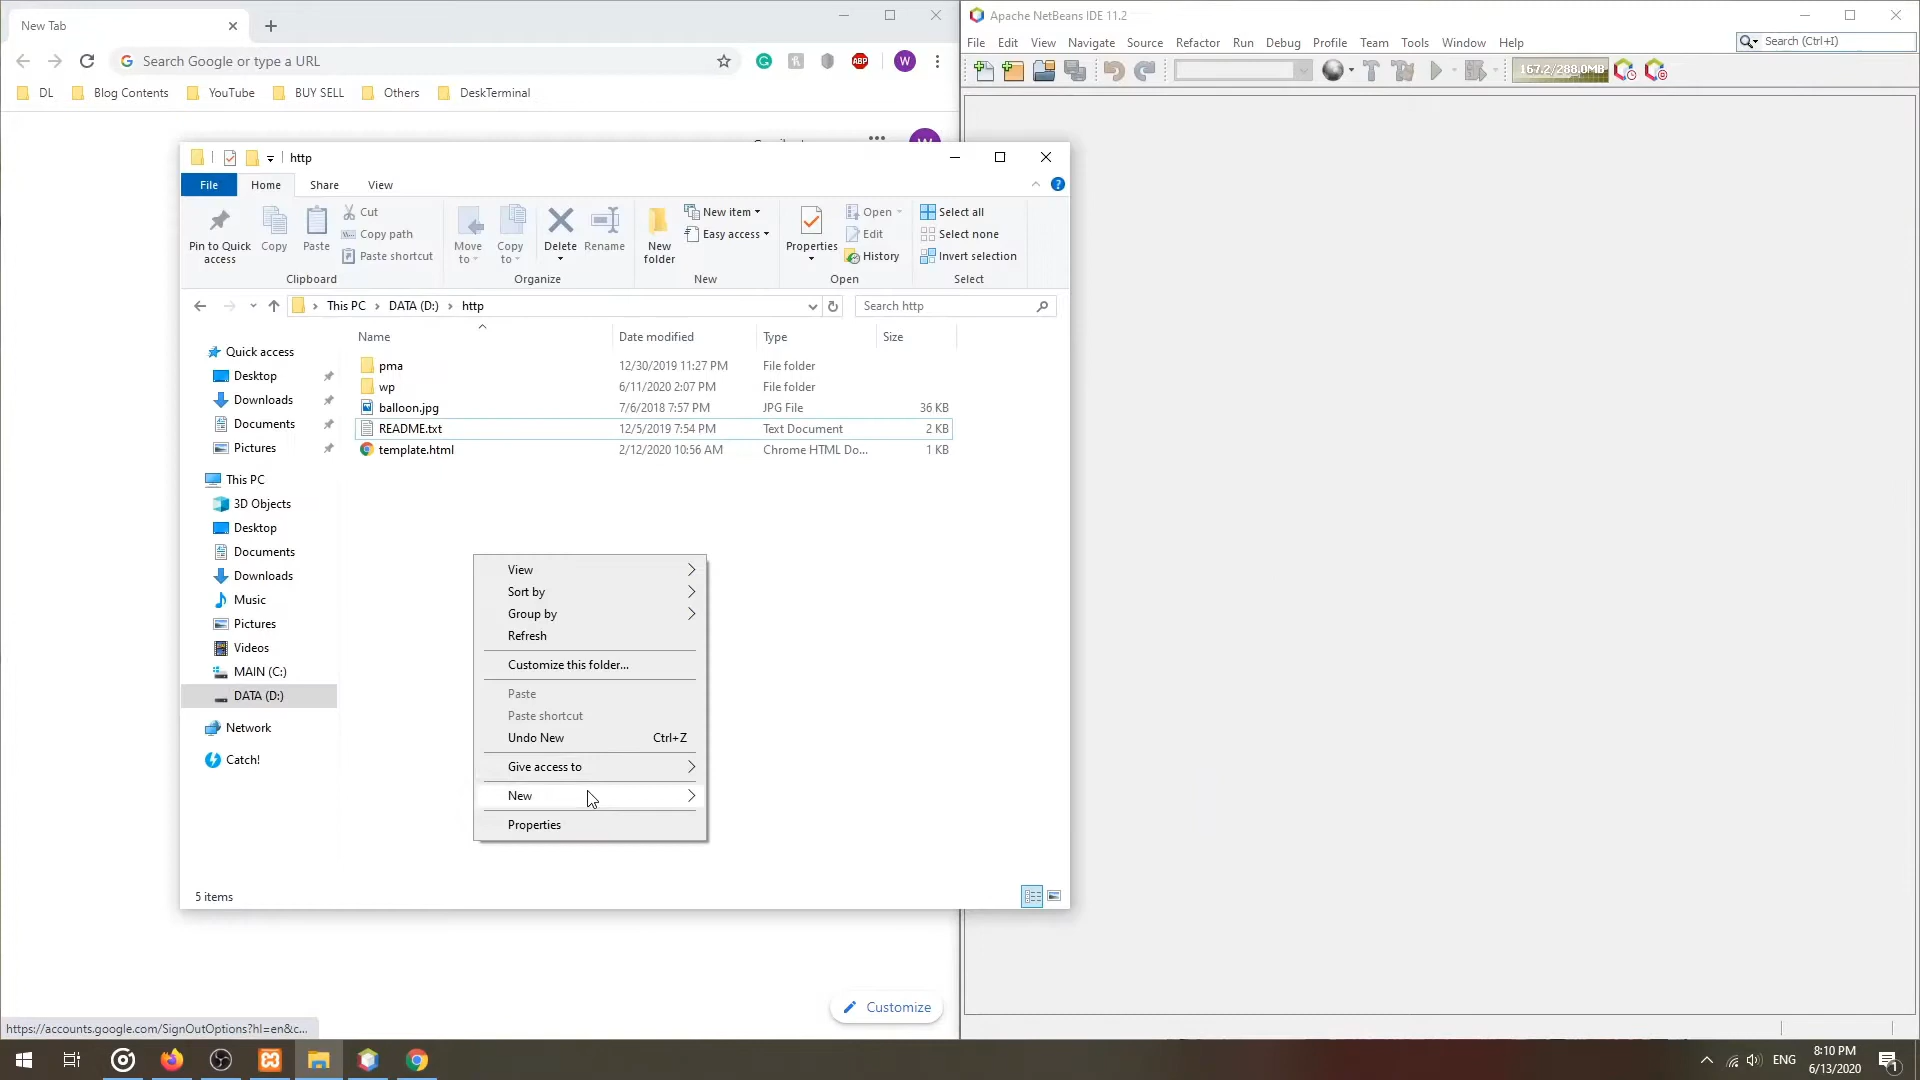 New Tab
Search Google or type a URL
ABP
W
DL
Blog Contents
YouTube
BUY SELL
Others
DeskTerminal
Apache NetBeans IDE 11.2
File Edit View Navigate Source Refactor Run Debug Profile Team Tools Window Help
Search (Ctrl+I)
167.2/288.0MB
http
File Home Share View
Pin to Quick access
Copy
Paste
Cut
Copy path
Paste shortcut
Clipboard
Move to
Copy to
Delete
Rename
Organize
New folder
New item
Easy access
New
Properties
Open
Edit
History
Open
Select all
Select none
Invert selection
Select
This PC > DATA (D:) > http
Search http
Name Date modified Type Size
pma 12/30/2019 11:27 PM File folder
wp 6/11/2020 2:07 PM File folder
balloon.jpg 7/6/2018 7:57 PM JPG File 36 KB
README.txt 12/5/2019 7:54 PM Text Document 2 KB
template.html 2/12/2020 10:56 AM Chrome HTML Do... 1 KB
Quick access
Desktop
Downloads
Documents
Pictures
This PC
3D Objects
Desktop
Documents
Downloads
Music
Pictures
Videos
MAIN (C:)
DATA (D:)
Network
Catch!
View
Sort by
Group by
Refresh
Customize this folder...
Paste
Paste shortcut
Undo New Ctrl+Z
Give access to
New
Properties
5 items
Customize
https://accounts.google.com/SignOutOptions?hl=en&c...
ENG
8:10 PM
6/13/2020
1